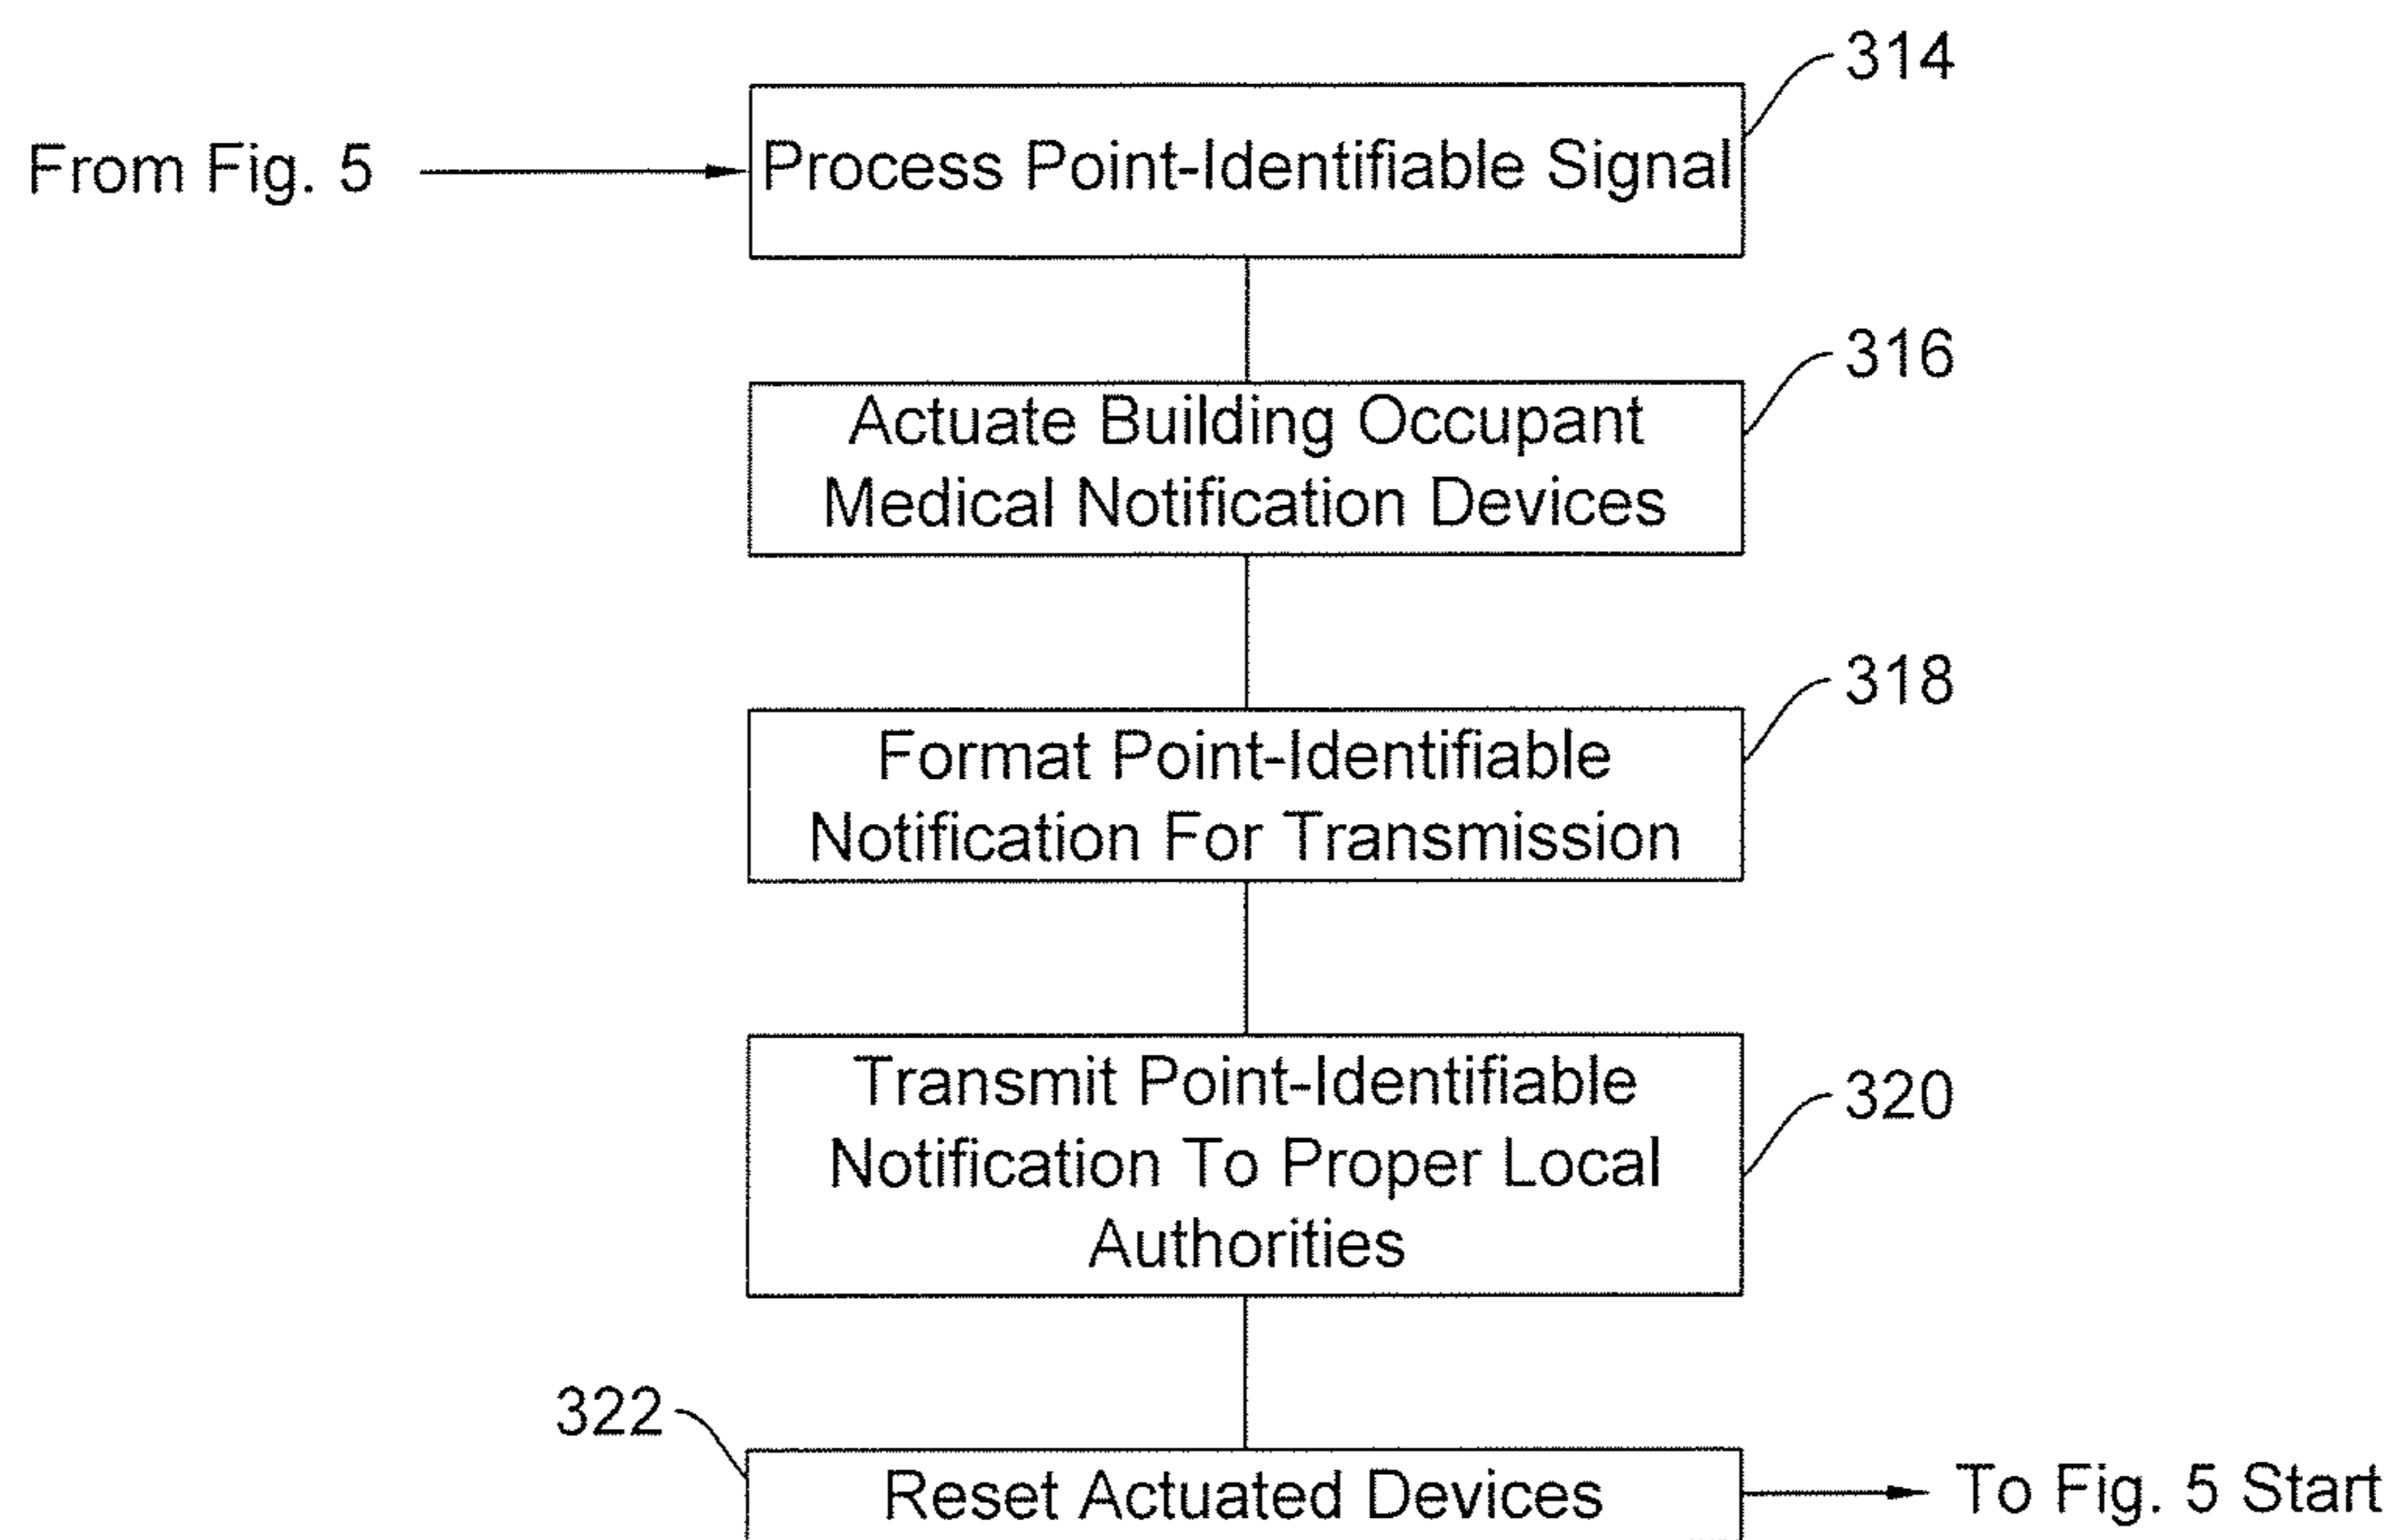 314
From Fig. 5
Process Point-Identifiable Signal
316
Actuate Building Occupant
Medical Notification Devices
318
Format Point-Identifiable
Notification For Transmission
320
Transmit Point-Identifiable
Notification To Proper Local
Authorities
322
Reset Actuated Devices
To Fig. 5 Start